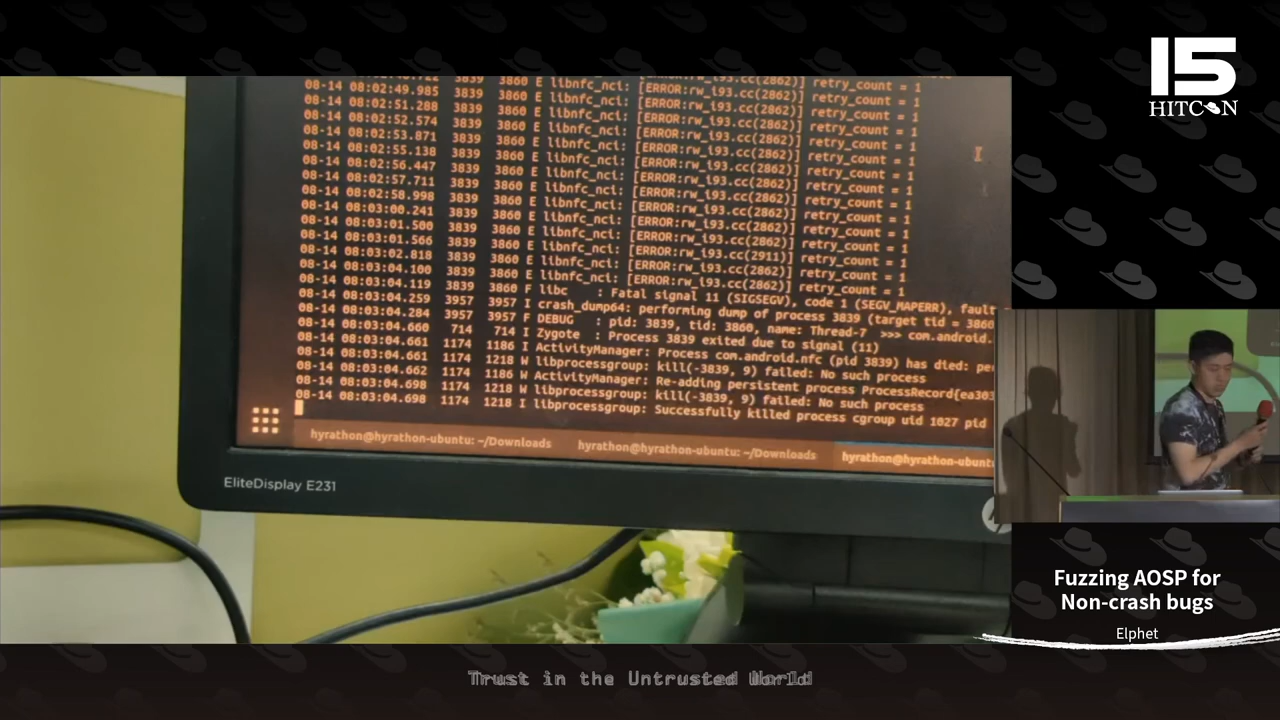 3839 3860 E libnfc_nci: [ERROR:rw_i93.cc(2862)]
08-14 08:02:49.985 3839 3860 E libnfc_nci: [ERROR:rw_i93.cc(2862)] retry_count = 1
08-14 08:02:51.288 3839 3860 E libnfc_nci: [ERROR:rw_i93.cc(2862)] retry_count = 1
08-14 08:02:52.574 3839 3860 E libnfc_nci: [ERROR:rw_i93.cc(2862)] retry_count = 1
08-14 08:02:53.871 3839 3860 E libnfc_nci: [ERROR:rw_i93.cc(2862)] retry_count = 1
08-14 08:02:55.138 3839 3860 E libnfc_nci: [ERROR:rw_i93.cc(2862)] retry_count = 1
08-14 08:02:56.447 3839 3860 E libnfc_nci: [ERROR:rw_i93.cc(2862)] retry_count = 1
08-14 08:02:57.711 3839 3860 E libnfc_nci: [ERROR:rw_i93.cc(2862)] retry_count = 1
08-14 08:02:58.998 3839 3860 E libnfc_nci: [ERROR:rw_i93.cc(2862)] retry_count = 1
08-14 08:03:00.241 3839 3860 E libnfc_nci: [ERROR:rw_i93.cc(2862)] retry_count = 1
08-14 08:03:01.500 3839 3860 E libnfc_nci: [ERROR:rw_i93.cc(2862)] retry_count = 1
08-14 08:03:01.566 3839 3860 E libnfc_nci: [ERROR:rw_i93.cc(2911)] retry_count = 1
08-14 08:03:02.818 3839 3860 E libnfc_nci: [ERROR:rw_i93.cc(2862)] retry_count = 1
08-14 08:03:04.100 3839 3860 E libnfc_nci: [ERROR:rw_i93.cc(2862)] retry_count = 1
08-14 08:03:04.119 3839 3860 F libc : Fatal signal 11 (SIGSEGV), code 1 (SEGV_MAPERR), fault
08-14 08:03:04.259 3957 3957 I crash_dump64: performing dump of process 3839 (target tid = 3860
08-14 08:03:04.284 3957 3957 F DEBUG : pid: 3839, tid: 3860, name: Thread-7 >>> com.android.
08-14 08:03:04.660 714 714 I Zygote : Process 3839 exited due to signal (11)
08-14 08:03:04.661 1174 1186 I ActivityManager: Process com.android.nfc (pid 3839) has died: per
08-14 08:03:04.661 1174 1218 W libprocessgroup: kill(-3839, 9) failed: No such process
08-14 08:03:04.662 1174 1186 W ActivityManager: Re-adding persistent process ProcessRecord{ea303
08-14 08:03:04.698 1174 1218 W libprocessgroup: kill(-3839, 9) failed: No such process
08-14 08:03:04.698 1174 1218 I libprocessgroup: Successfully killed process cgroup uid 1027 pid
hyrathon@hyrathon-ubuntu: ~/Downloads hyrathon@hyrathon-ubuntu: ~/Downloads hyrathon@hyrathon-ubuntu
EliteDisplay E231
15
HITCON
Fuzzing AOSP for
Non-crash bugs
Elphet
Trust in the Untrusted World